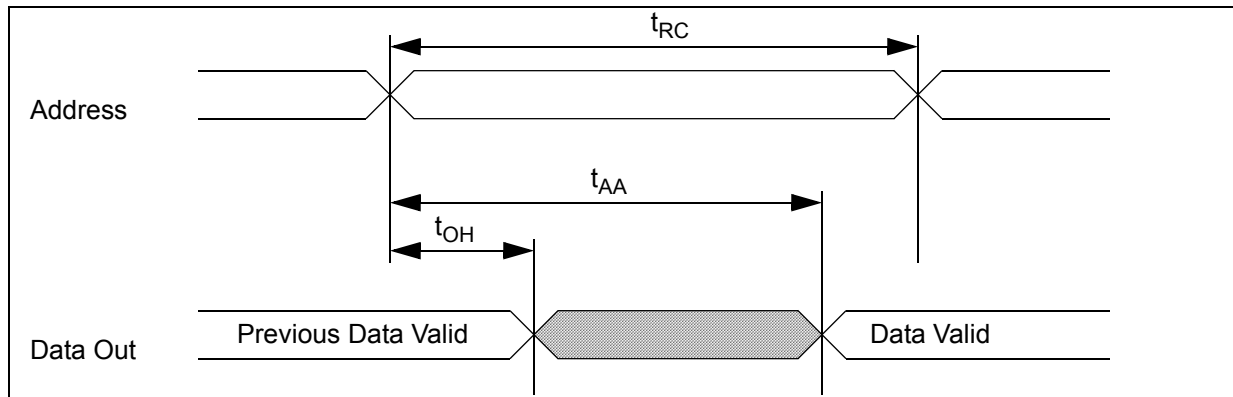 tRC
Address
tAA
tOH
Previous Data Valid
Data Valid
Data Out